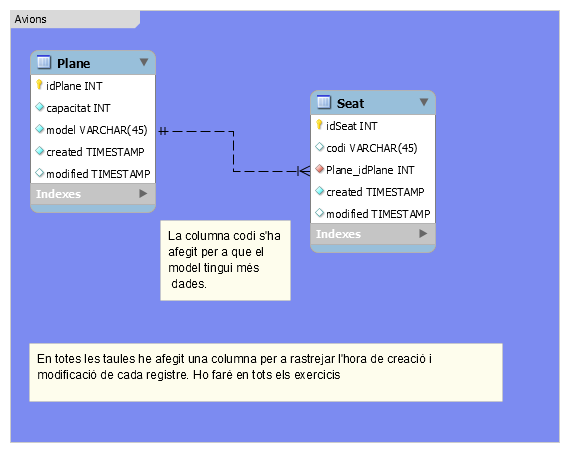 Avions
Plane
idPlane INT
capacitat INT
model VARCHAR(45)
created TIMESTAMP
modified TIMESTAMP
Indexes
Seat
idSeat INT
codi VARCHAR(45)
Plane_idPlane INT
created TIMESTAMP
modified TIMESTAMP
Indexes
La columna codi s'ha
afegit per a que el
model tingui més
dades.
En totes les taules he afegit una columna per a rastrejar l'hora de creació i
modificació de cada registre. Ho faré en tots els exercicis